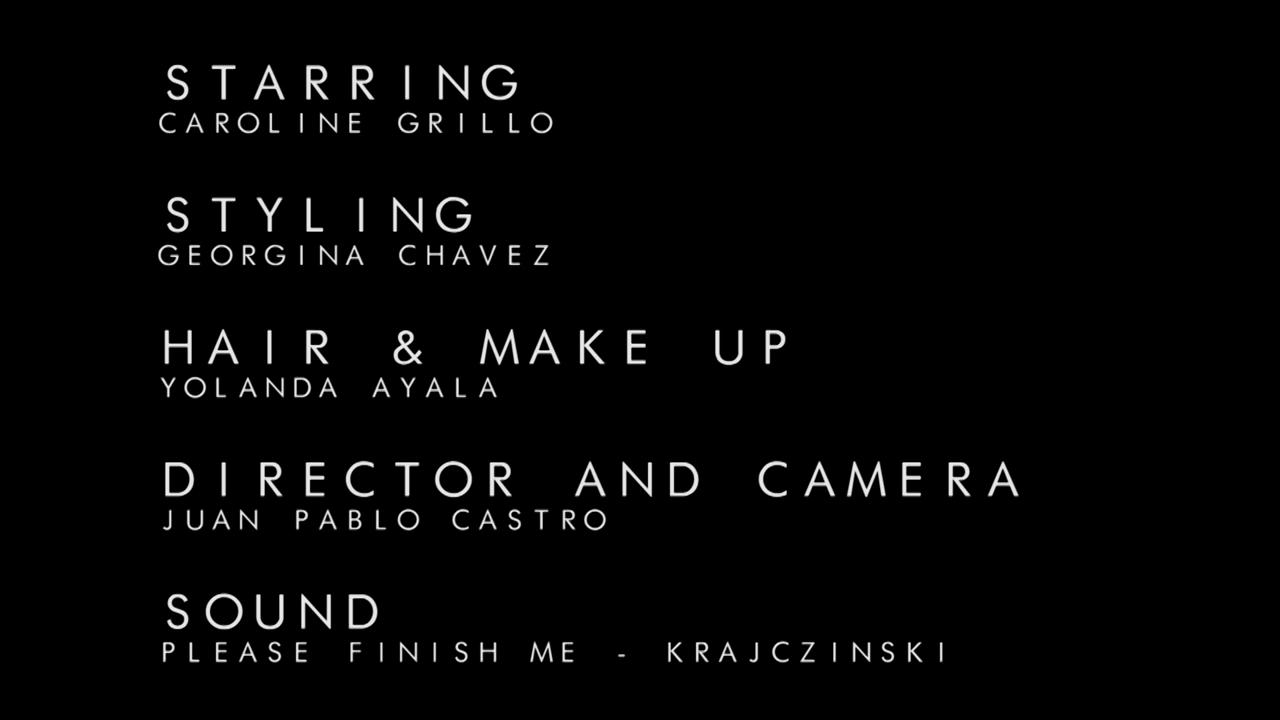 STARRING
CAROLINE GRILLO
STYLING
GEORGINA CHAVEZ
HAIR & MAKE UP
YOLANDA AYALA
DIRECTOR AND CAMERA
JUAN PABLO CASTRO
SOUND
PLEASE FINISH ME - KRAJCZINSKI